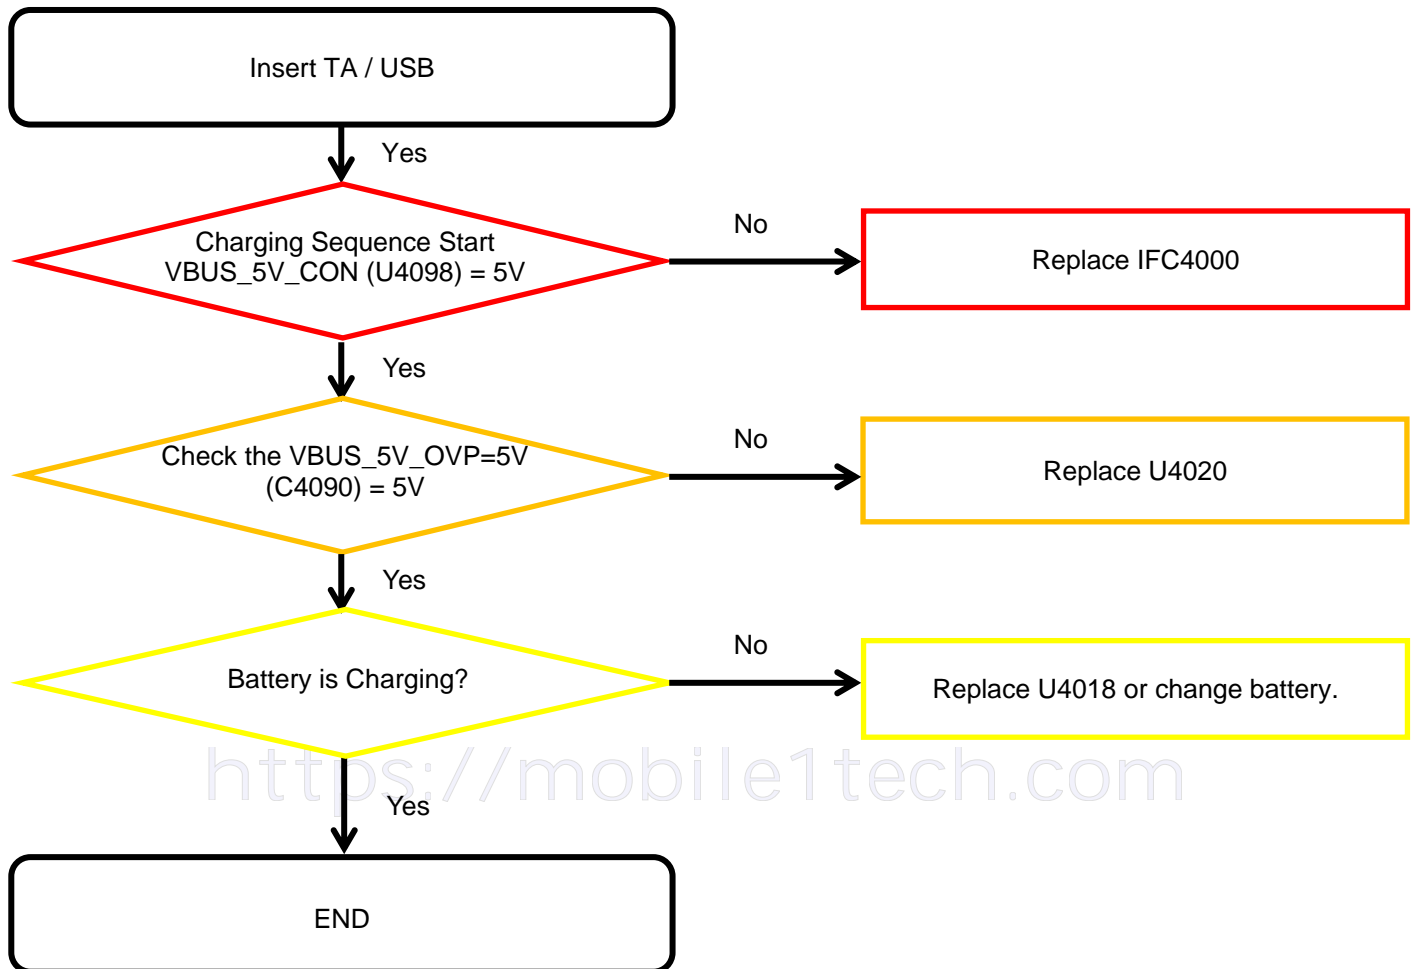 Insert TA / USB
Yes
Charging Sequence Start
VBUS_5V_CON (U4098) = 5V
No
Replace IFC4000
Yes
Check the VBUS_5V_OVP=5V
(C4090) = 5V
No
Replace U4020
Yes
Battery is Charging?
No
Replace U4018 or change battery.
https://mobile1tech.com
Yes
END